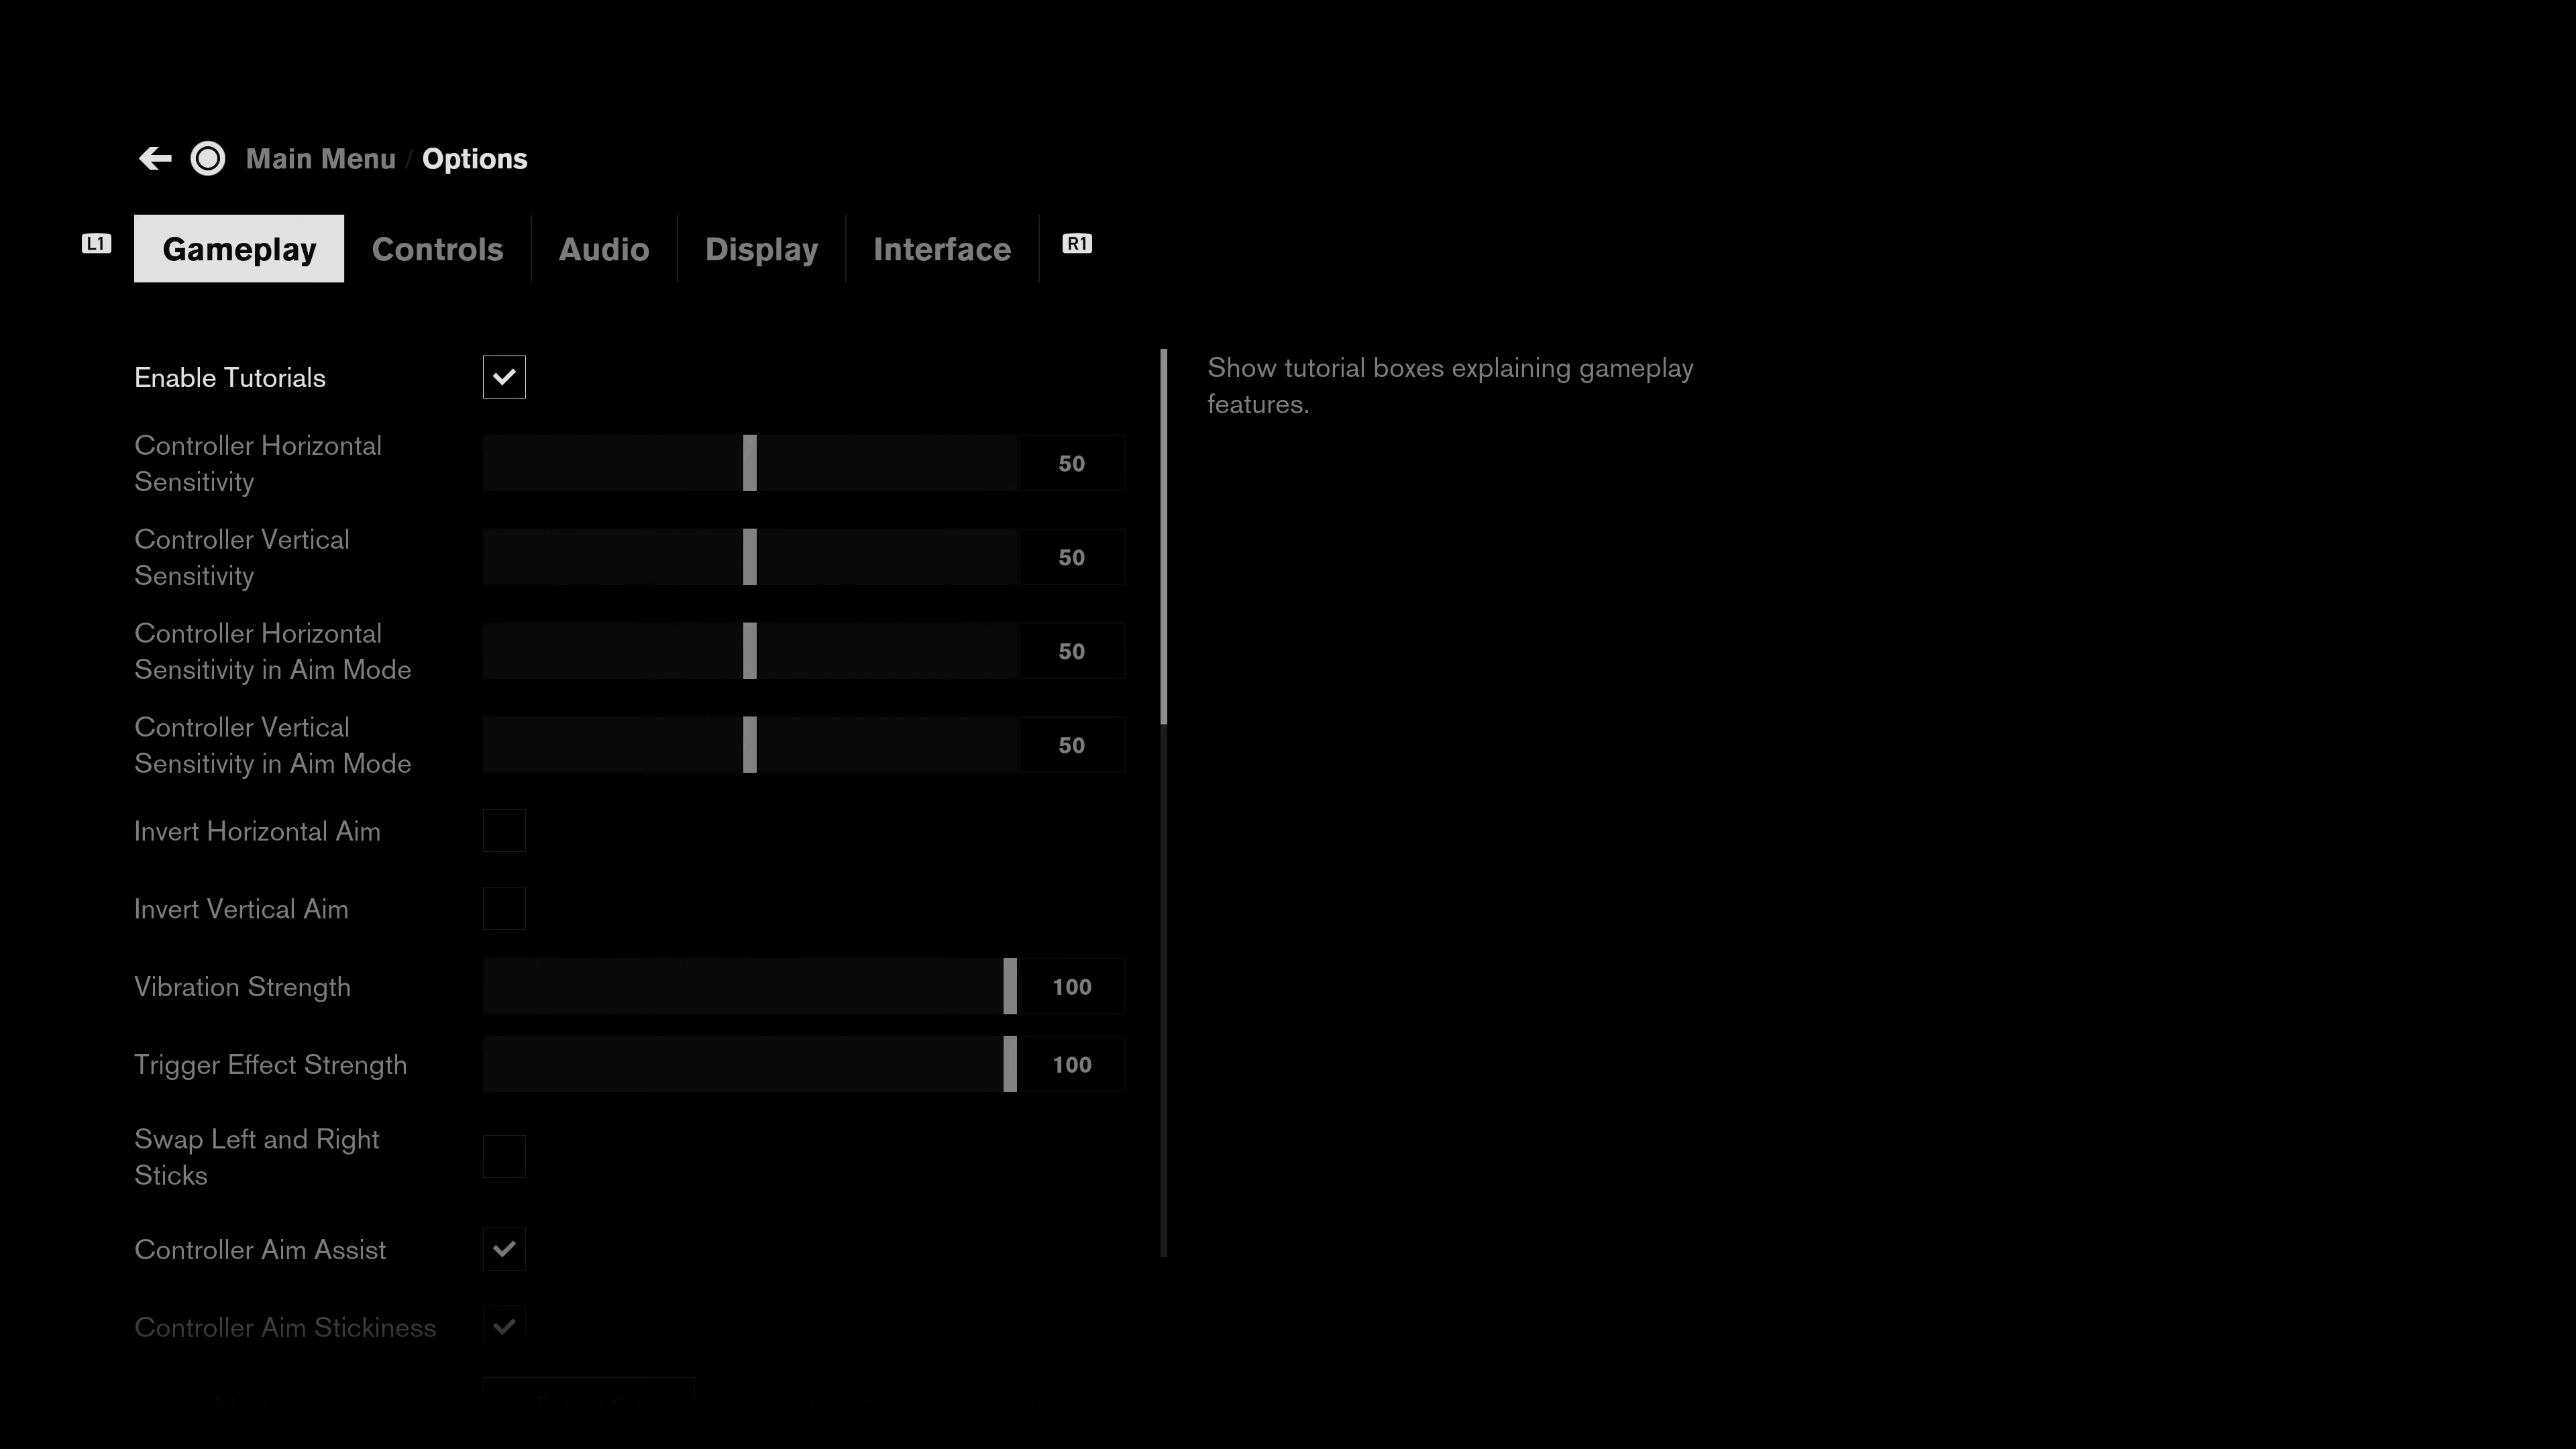 Main Menu / Options
L1 Gameplay Controls Audio Display Interface R1
Enable Tutorials
Show tutorial boxes explaining gameplay
features.
Controller Horizontal
Sensitivity
50
Controller Vertical
Sensitivity
50
Controller Horizontal
Sensitivity in Aim Mode
50
Controller Vertical
Sensitivity in Aim Mode
50
Invert Horizontal Aim
Invert Vertical Aim
Vibration Strength
100
Trigger Effect Strength
100
Swap Left and Right
Sticks
Controller Aim Assist
Controller Aim Stickiness